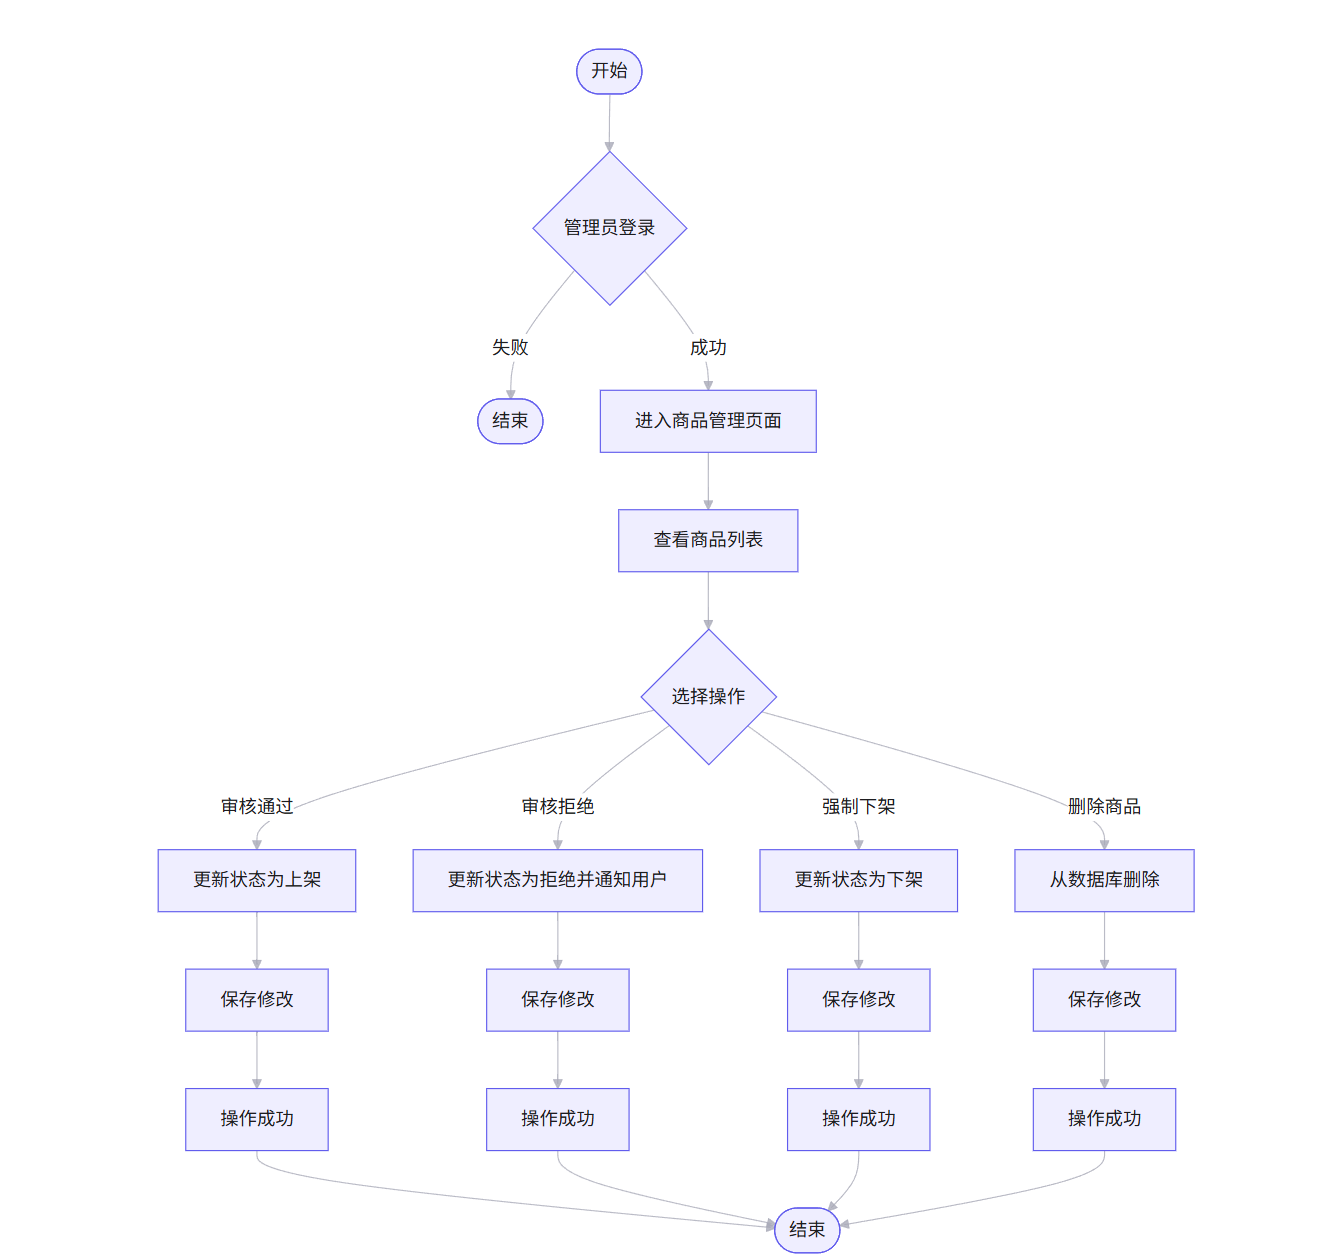 开始
管理员登录
失败
成功
结束
进入商品管理页面
查看商品列表
选择操作
审核通过
审核拒绝
强制下架
删除商品
更新状态为上架
更新状态为拒绝并通知用户
更新状态为下架
从数据库删除
保存修改
保存修改
保存修改
保存修改
操作成功
操作成功
操作成功
操作成功
结束